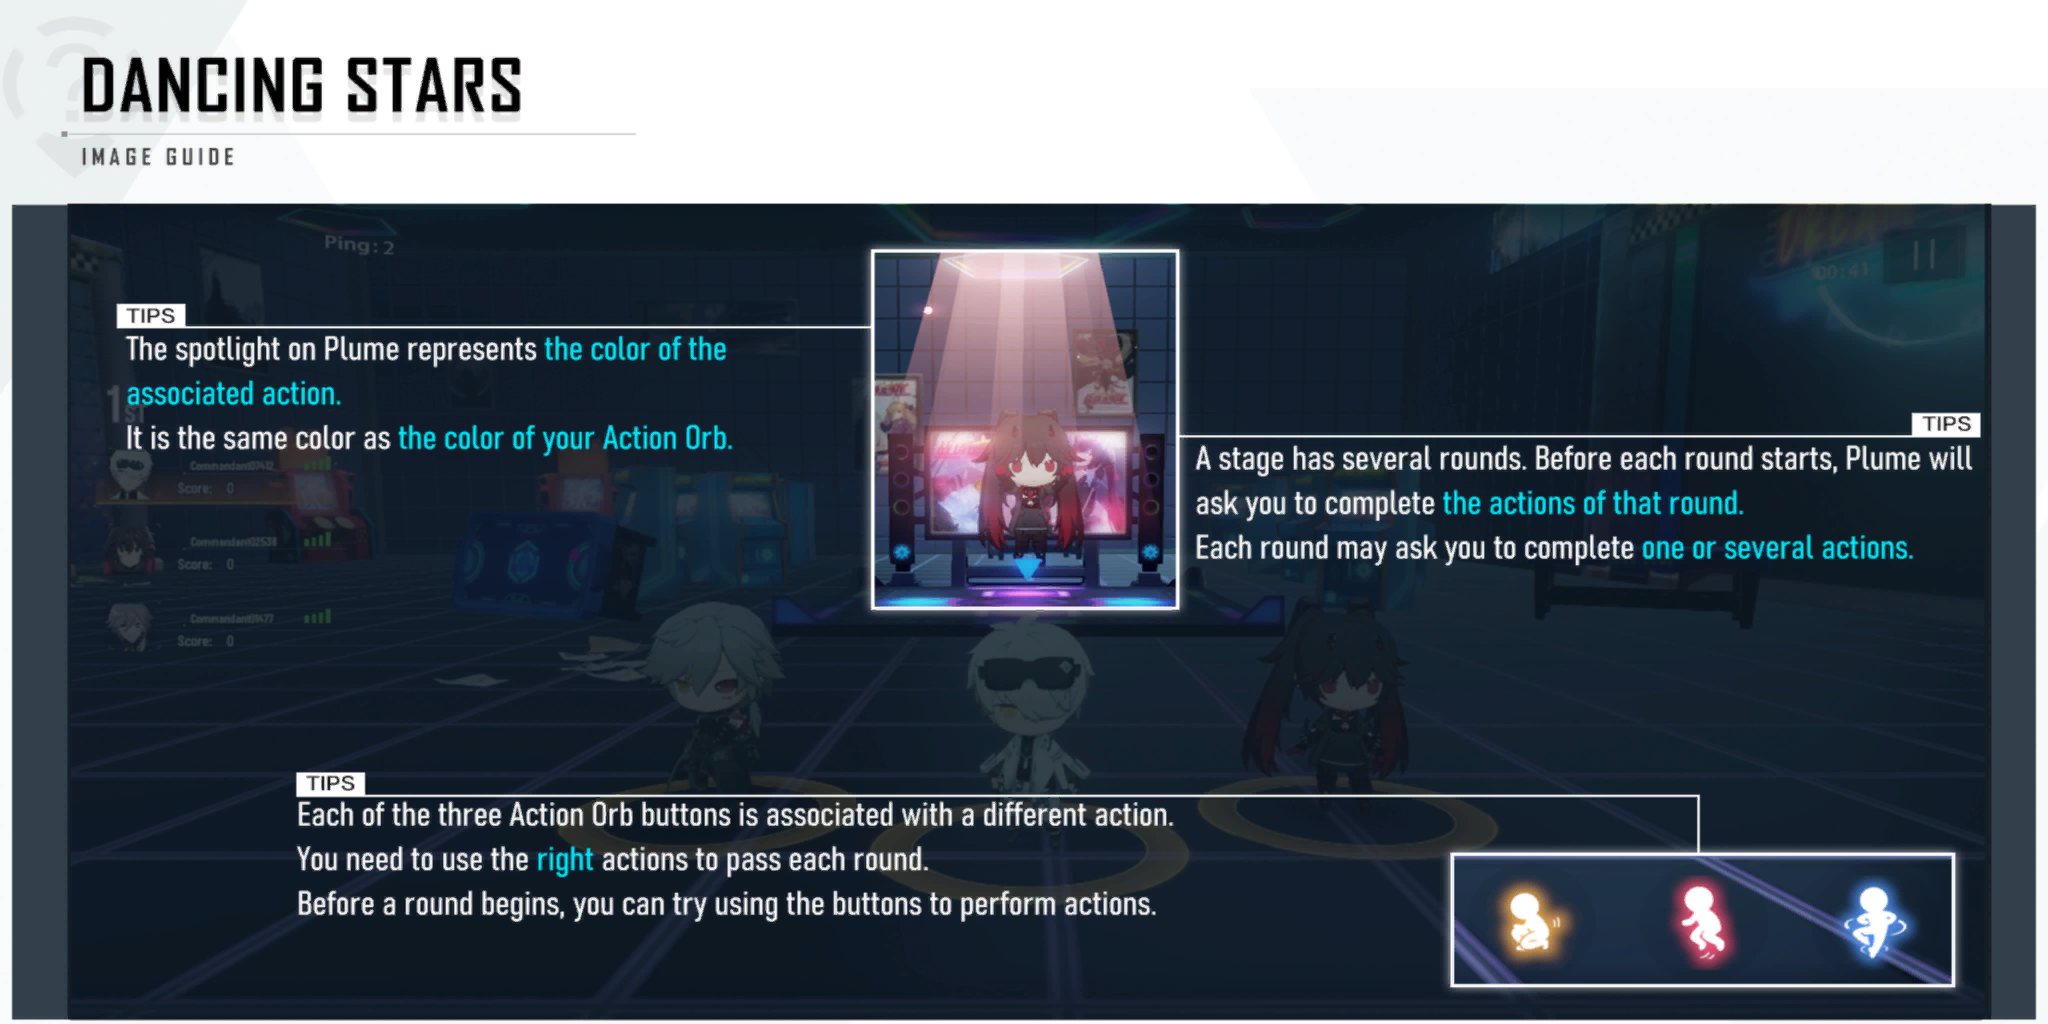 DANCING STARS
IMAGE GUIDE
Ping: 2
00:41
TIPS
The spotlight on Plume represents the color of the
associated action.
It is the same color as the color of your Action Orb.
1ST
TIPS
A stage has several rounds. Before each round starts, Plume will
ask you to complete the actions of that round.
Each round may ask you to complete one or several actions.
Score: 0
Commandant02538
Score: 0
Score: 0
TIPS
Each of the three Action Orb buttons is associated with a different action.
You need to use the right actions to pass each round.
Before a round begins, you can try using the buttons to perform actions.